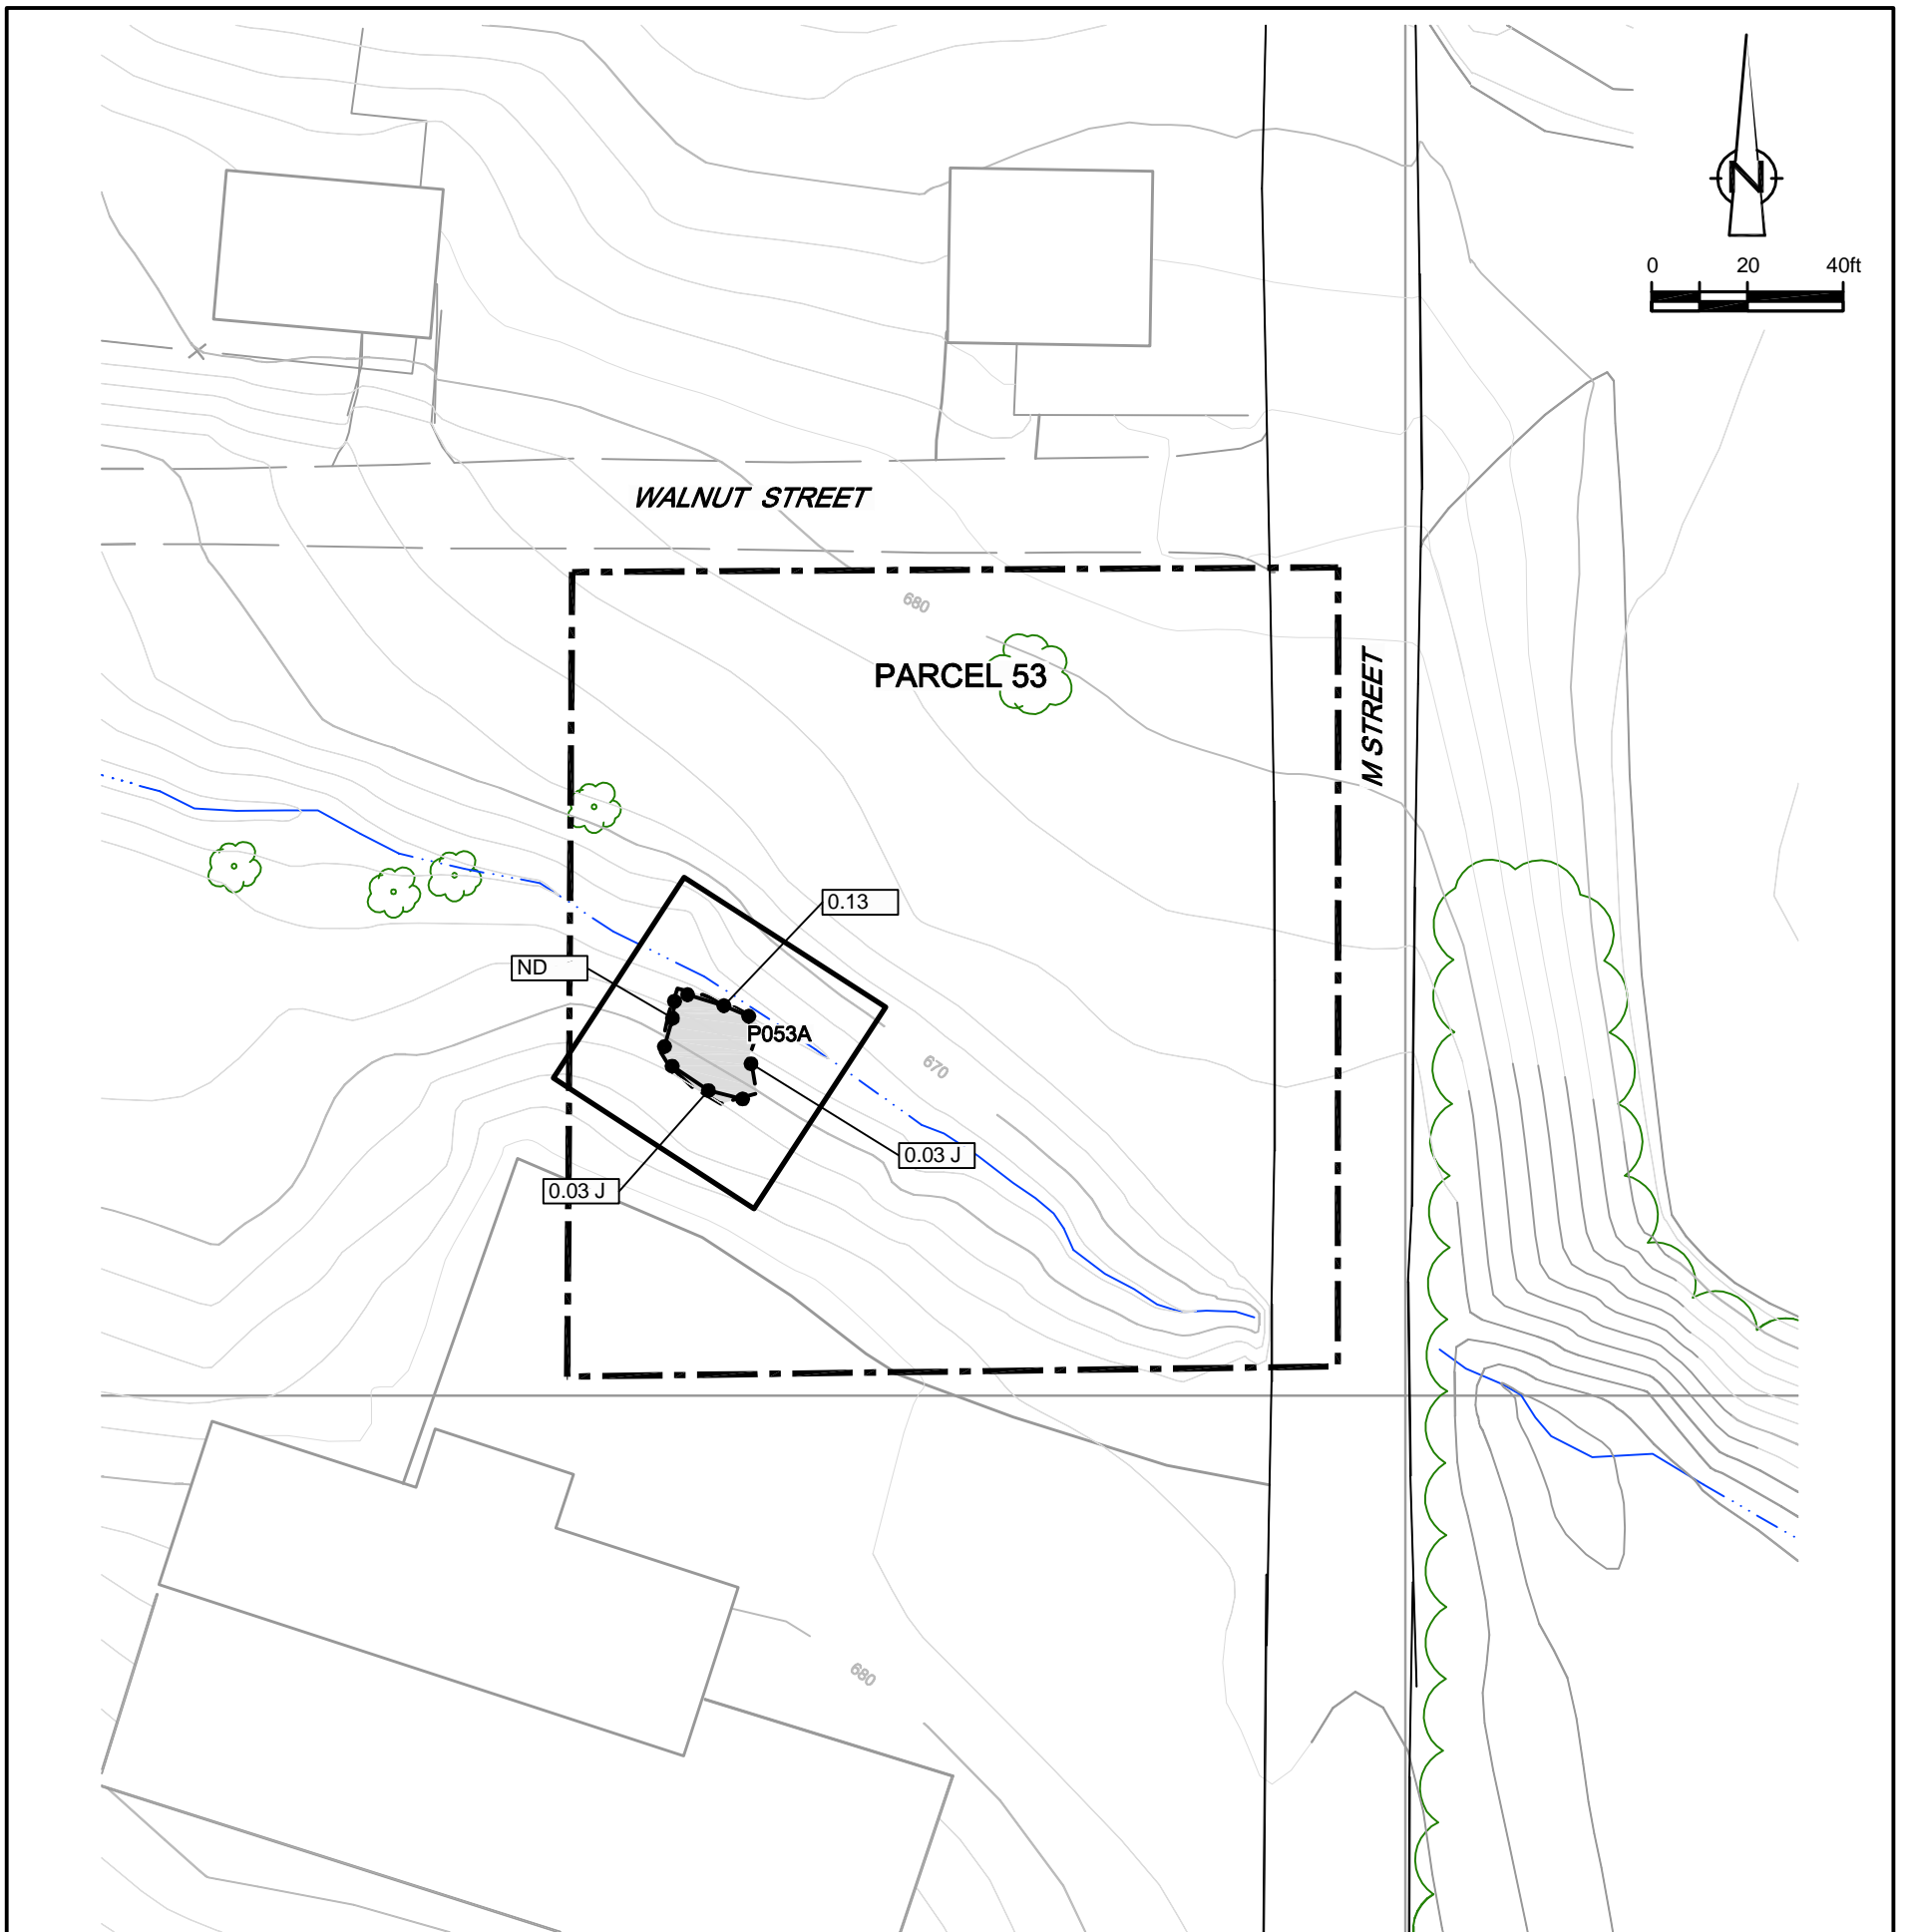 N
0 20 40ft
WALNUT STREET
680
PARCEL 53
M STREET
0.13
ND
P053A
670
0.03 J
0.03 J
680